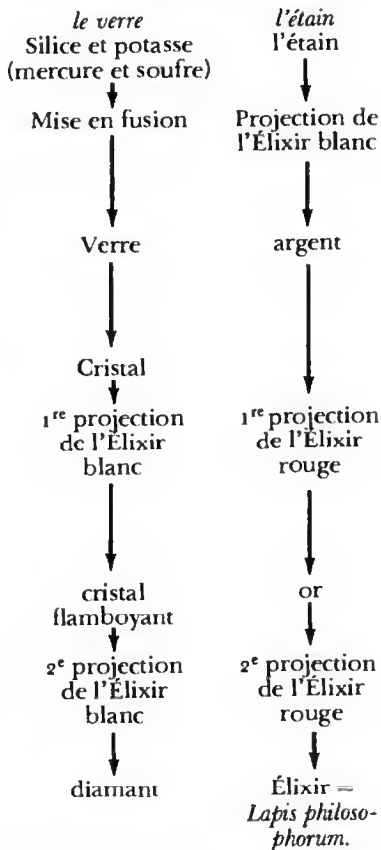 le verre
Silice et potasse
(mercure et soufre)
Mise en fusion
Verre
Cristal
1re projection
de l'Élixir
blanc
cristal
flamboyant
2e projection
de l'Élixir
blanc
diamant
l'étain
l'étain
Projection de
l'Élixir blanc
argent
1re projection
de l'Élixir
rouge
or
2e projection
de l'Élixir
rouge
Élixir =
Lapis philoso-
phorum.